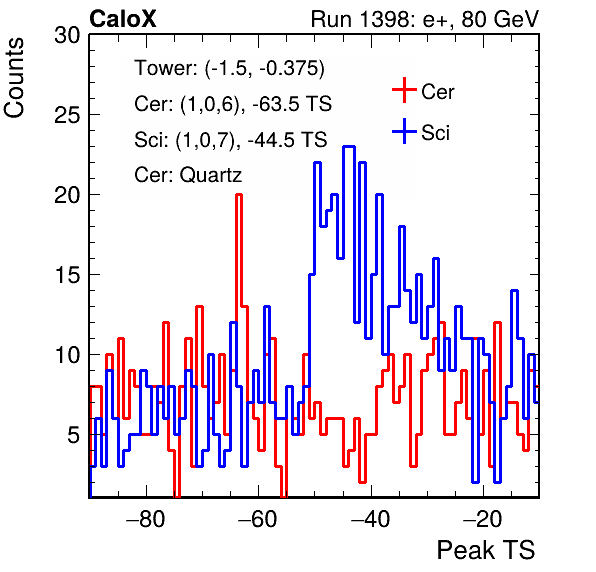 CaloX Run 1398: e+, 80 GeV
Counts
30
25
20
15
10
5
Tower: (-1.5, -0.375)
Cer: (1,0,6), -63.5 TS
Sci: (1,0,7), -44.5 TS
Cer: Quartz
Cer
Sci
−80 −60 −40 −20
Peak TS